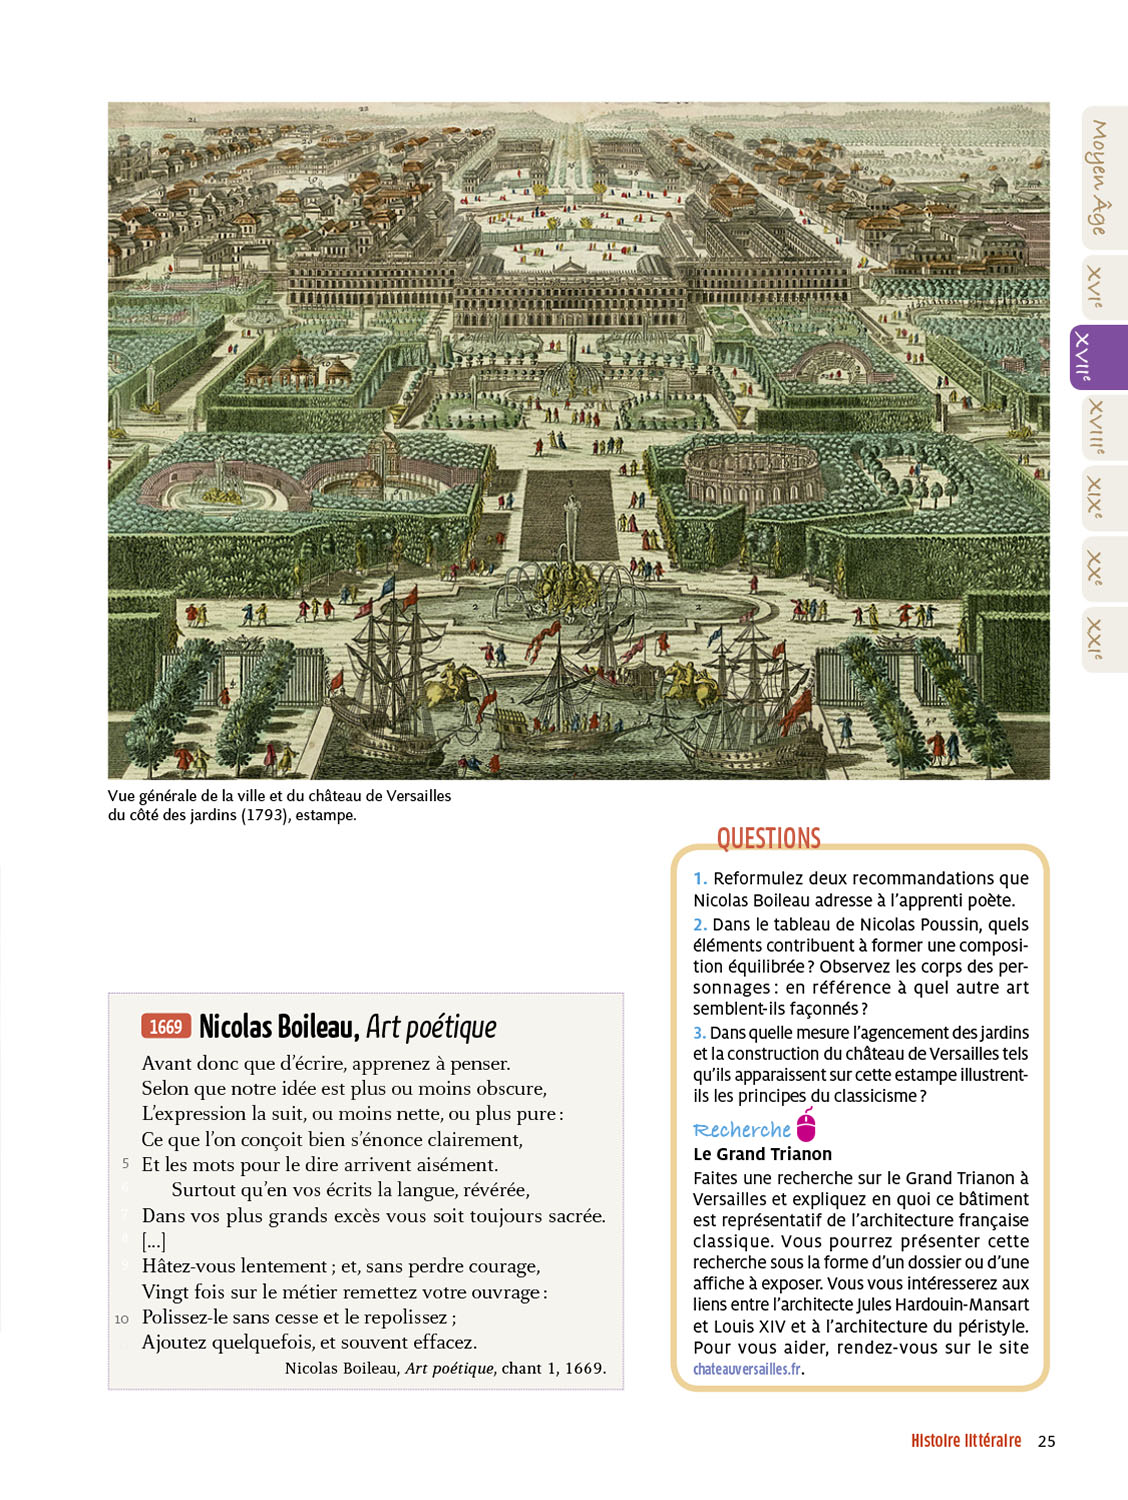 Moyen Âge
XVIe
XVIIe
XVIIIe
XIXe
XXe
XXIe
Vue générale de la ville et du château de Versailles
du côté des jardins (1793), estampe.
1669 Nicolas Boileau, Art poétique
Avant donc que d’écrire, apprenez à penser.
Selon que notre idée est plus ou moins obscure,
L’expression la suit, ou moins nette, ou plus pure :
Ce que l’on conçoit bien s’énonce clairement,
5 Et les mots pour le dire arrivent aisément.
6 Surtout qu’en vos écrits la langue, révérée,
7 Dans vos plus grands excès vous soit toujours sacrée.
8 [...]
9 Hâtez-vous lentement ; et, sans perdre courage,
Vingt fois sur le métier remettez votre ouvrage :
10 Polissez-le sans cesse et le repolissez ;
Ajoutez quelquefois, et souvent effacez.
Nicolas Boileau, Art poétique, chant 1, 1669.
QUESTIONS
1. Reformulez deux recommandations que
Nicolas Boileau adresse à l’apprenti poète.
2. Dans le tableau de Nicolas Poussin, quels
éléments contribuent à former une composi-
tion équilibrée ? Observez les corps des per-
sonnages : en référence à quel autre art
semblent-ils façonnés ?
3. Dans quelle mesure l’agencement des jardins
et la construction du château de Versailles tels
qu’ils apparaissent sur cette estampe illustrent-
ils les principes du classicisme ?
Recherche
Le Grand Trianon
Faites une recherche sur le Grand Trianon à
Versailles et expliquez en quoi ce bâtiment
est représentatif de l’architecture française
classique. Vous pourrez présenter cette
recherche sous la forme d’un dossier ou d’une
affiche à exposer. Vous vous intéresserez aux
liens entre l’architecte Jules Hardouin-Mansart
et Louis XIV et à l’architecture du péristyle.
Pour vous aider, rendez-vous sur le site
chateauversailles.fr.
Histoire littéraire 25